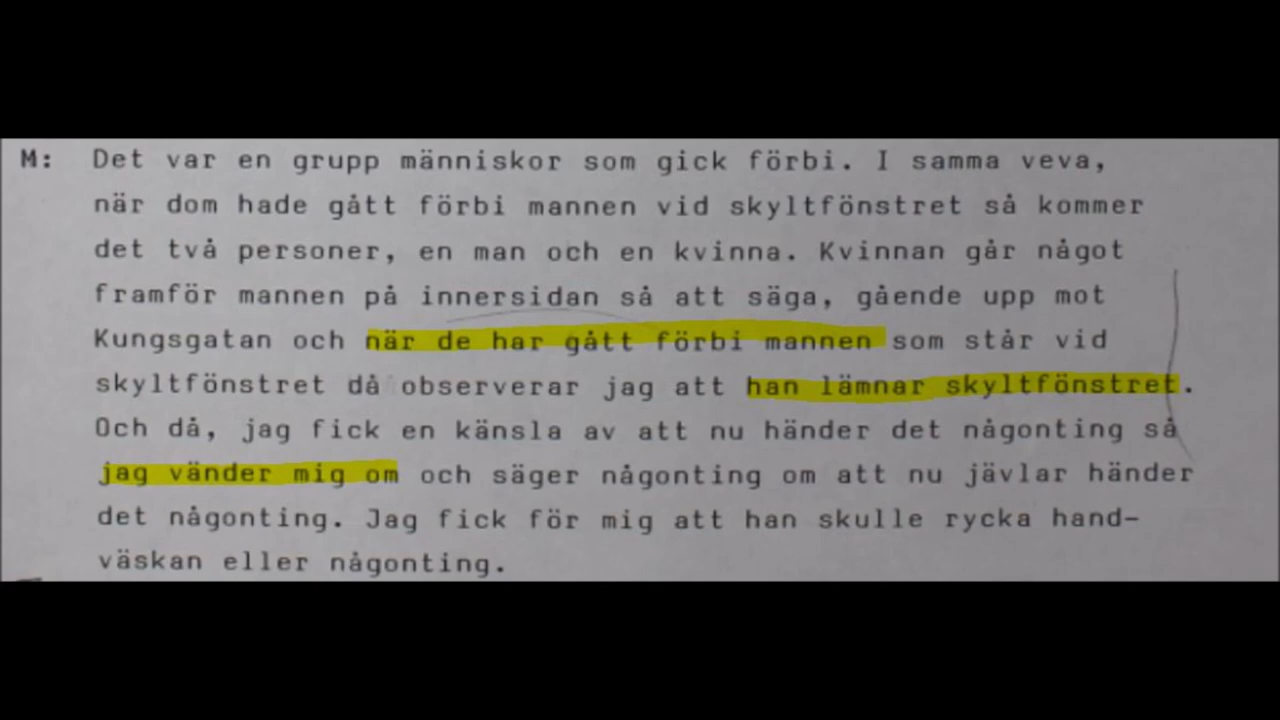 M: Det var en grupp människor som gick förbi. I samma veva,
när dom hade gått förbi mannen vid skyltfönstret så kommer
det två personer, en man och en kvinna. Kvinnan går något
framför mannen på innersidan så att säga, gående upp mot
Kungsgatan och när de har gått förbi mannen som står vid
skyltfönstret då observerar jag att han lämnar skyltfönstret.
Och då, jag fick en känsla av att nu händer det någonting så
jag vänder mig om och säger någonting om att nu jävlar händer
det någonting. Jag fick för mig att han skulle rycka hand-
väskan eller någonting.